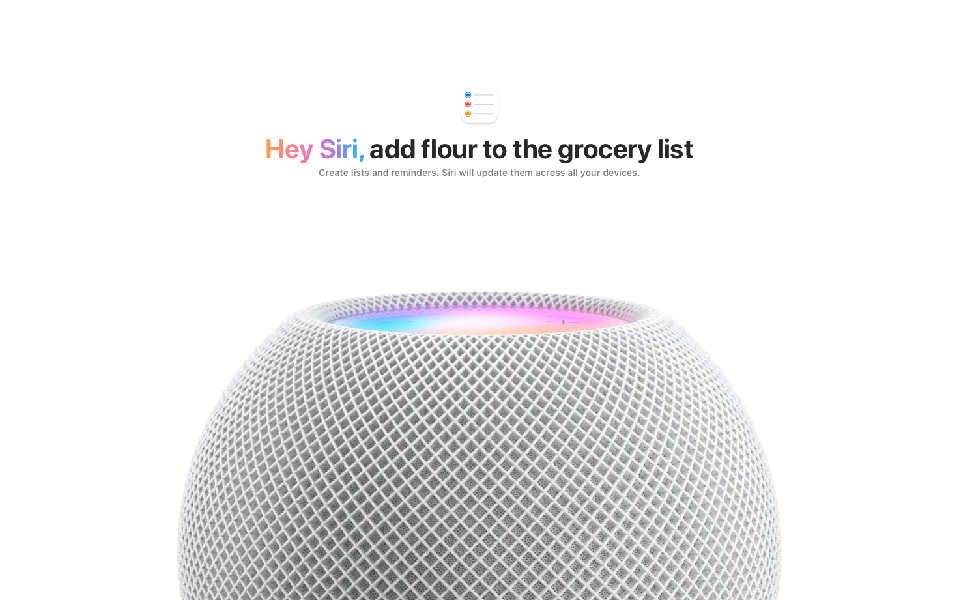 Hey Siri, add flour to the grocery list
Create lists and reminders. Siri will update them across all your devices.